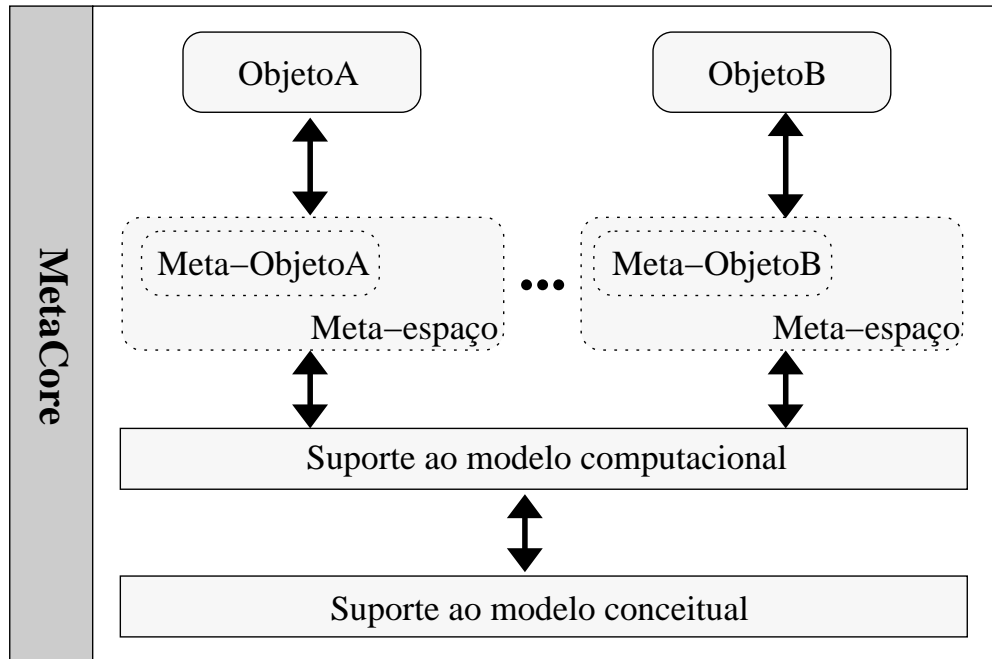 MetaCore
ObjetoA
ObjetoB
Meta−ObjetoA
Meta−espaço
•••
Meta−ObjetoB
Meta−espaço
Suporte ao modelo computacional
Suporte ao modelo conceitual